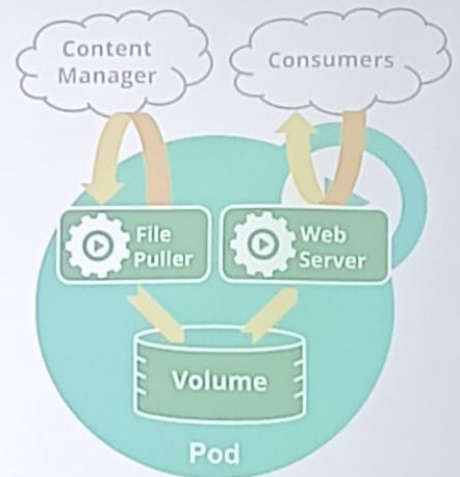 Content
Manager
Consumers
File
Puller
Web
Server
Volume
Pod